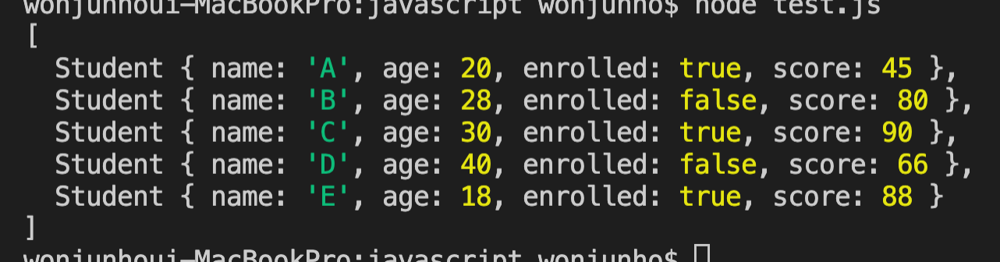 wonjunhoui-MacBookPro:javascript wonjunho$ node test.js
[
  Student { name: 'A', age: 20, enrolled: true, score: 45 },
  Student { name: 'B', age: 28, enrolled: false, score: 80 },
  Student { name: 'C', age: 30, enrolled: true, score: 90 },
  Student { name: 'D', age: 40, enrolled: false, score: 66 },
  Student { name: 'E', age: 18, enrolled: true, score: 88 }
]
wonjunhoui-MacBookPro:javascript wonjunho$